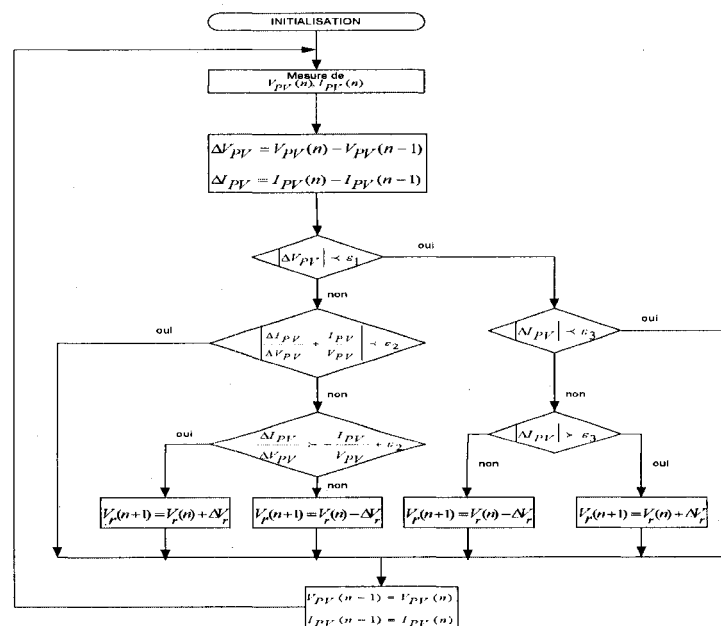 INITIALISATION
Mesure de
V_PV(n), I_PV(n)
ΔV_PV = V_PV(n) − V_PV(n−1)
ΔI_PV = I_PV(n) − I_PV(n−1)
|ΔV_PV| ≺ ε₁
oui
non
oui
|ΔI_PV/ΔV_PV + I_PV/V_PV| ≺ ε₂
|ΔI_PV| ≺ ε₃
oui
non
non
oui
ΔI_PV/ΔV_PV ≻ − I_PV/V_PV + ε₂
|ΔI_PV| ≻ ε₃
non
non
oui
V_r(n+1) = V_r(n) + ΔV_r
V_r(n+1) = V_r(n) − ΔV_r
V_r(n+1) = V_r(n) − ΔV_r
V_r(n+1) = V_r(n) + ΔV_r
V_PV(n−1) = V_PV(n)
I_PV(n−1) = I_PV(n)